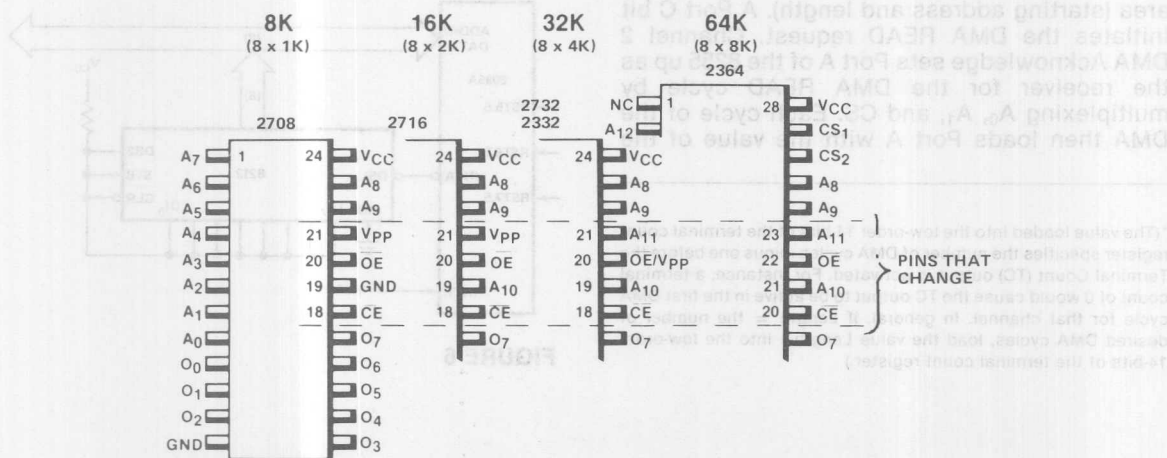 8K 16K 32K 64K
(8 x 1K) (8 x 2K) (8 x 4K) (8 x 8K)
2364
NC 1 28 VCC
2732
2332
A12 CS1
2708 2716
CS2
A7 1 24 VCC 24 VCC 24 VCC
A6 A8 A8 A8 A8
A5 A9 A9 A9 A9
A4 21 VPP 21 VPP 21 A11 23 A11
A3 20 OE 20 OE 20 OE/VPP 22 OE
PINS THAT
CHANGE
A2 19 GND 19 A10 19 A10 21 A10
A1 18 CE 18 CE 18 CE 20 CE
A0 O7 O7 O7 O7
O0 O6
O1 O5
O2 O4
GND O3